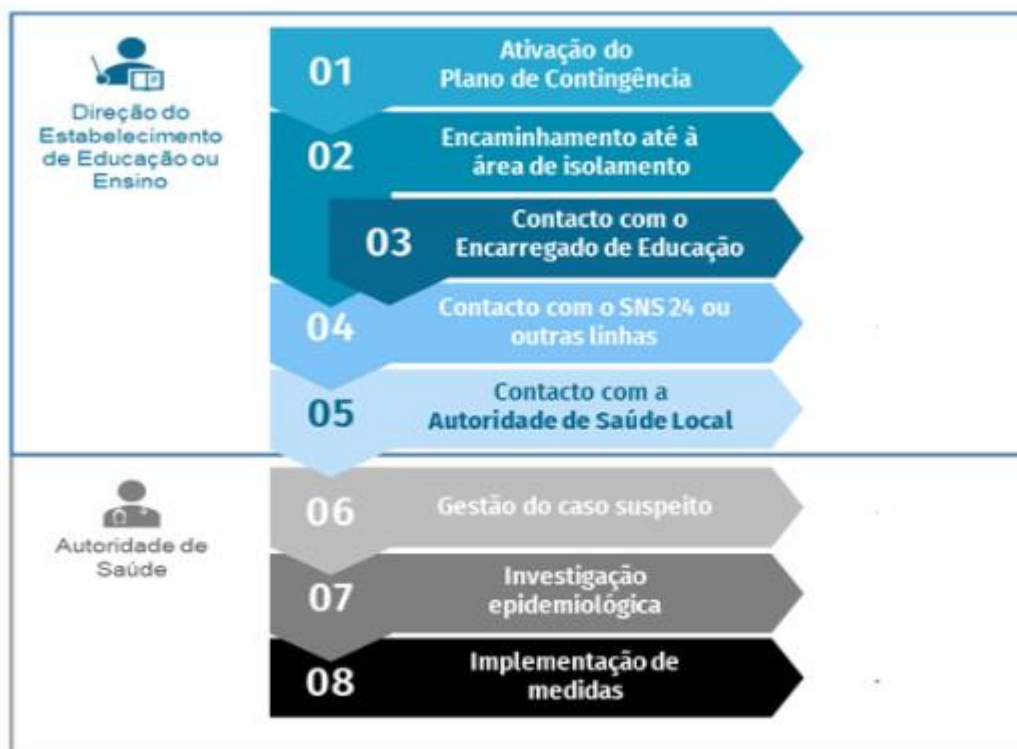 Direção do
Estabelecimento
de Educação ou
Ensino
01
Ativação do
Plano de Contingência
02
Encaminhamento até à
área de isolamento
03
Contacto com o
Encarregado de Educação
04
Contacto com o SNS 24 ou
outras linhas
05
Contacto com a
Autoridade de Saúde Local
Autoridade de
Saúde
06
Gestão do caso suspeito
07
Investigação
epidemiológica
08
Implementação de
medidas